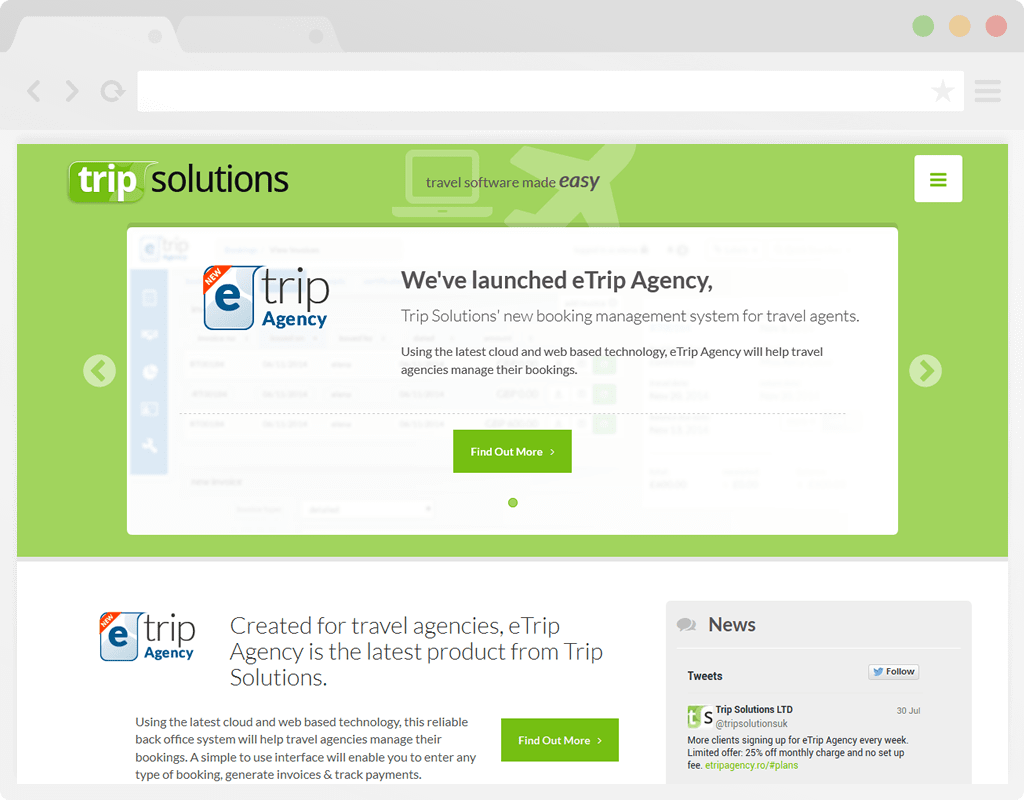 trip solutions
travel software made easy
NEW
e trip
Agency
We've launched eTrip Agency,
Trip Solutions' new booking management system for travel agents.
Using the latest cloud and web based technology, eTrip Agency will help travel
agencies manage their bookings.
Find Out More
NEW
e trip
Agency
Created for travel agencies, eTrip
Agency is the latest product from Trip
Solutions.
Using the latest cloud and web based technology, this reliable
back office system will help travel agencies manage their
bookings. A simple to use interface will enable you to enter any
type of booking, generate invoices & track payments.
Find Out More
News
Tweets
Follow
ts
Trip Solutions LTD
30 Jul
@tripsolutionsuk
More clients signing up for eTrip Agency every week.
Limited offer: 25% off monthly charge and no set up
fee. etripagency.ro/#plans